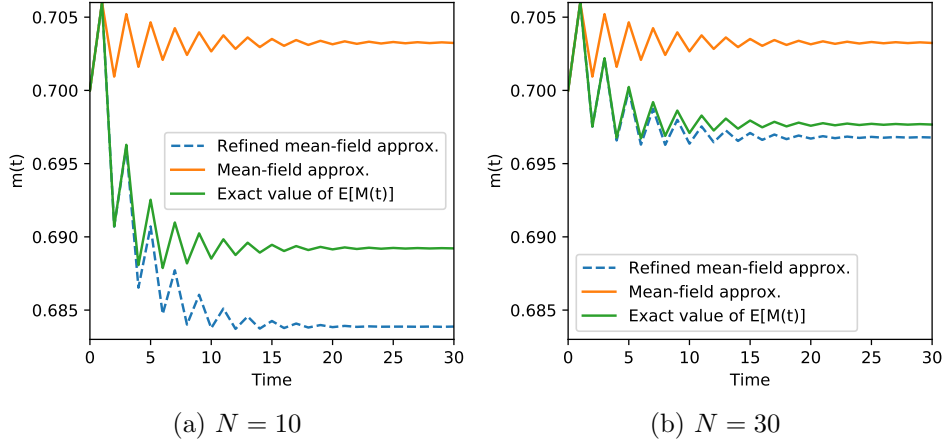 0.705
0.700
0.695
0.690
0.685
m(t)
Refined mean-field approx.
Mean-field approx.
Exact value of E[M(t)]
0 5 10 15 20 25 30
Time
(a) N = 10
0.705
0.700
0.695
0.690
0.685
m(t)
Refined mean-field approx.
Mean-field approx.
Exact value of E[M(t)]
0 5 10 15 20 25 30
Time
(b) N = 30